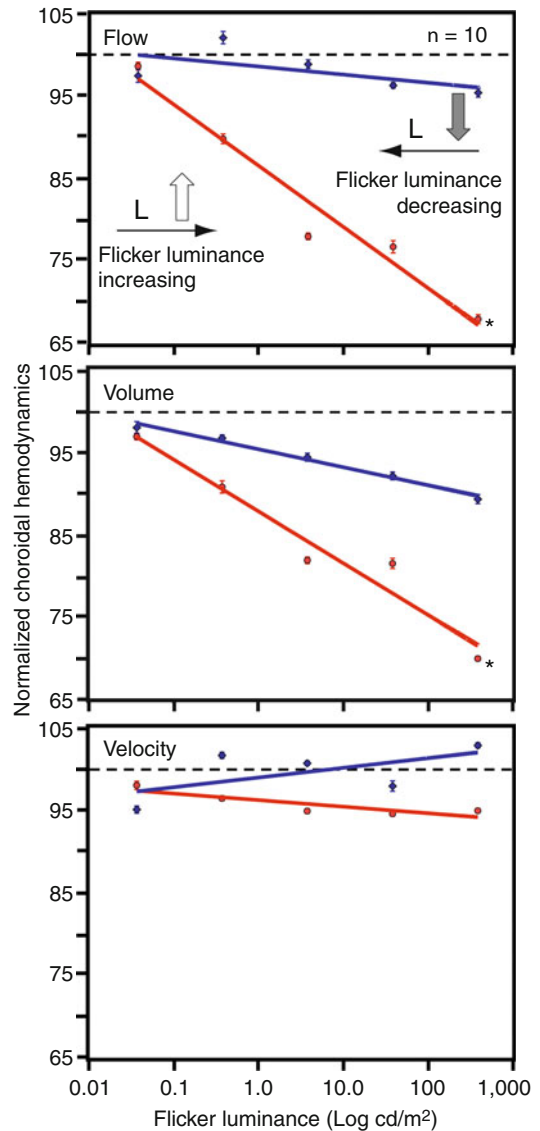 Normalized choroidal hemodynamics
105
95
85
75
65
Flow
n = 10
L
Flicker luminance
decreasing
L
Flicker luminance
increasing
*
105
95
85
75
65
Volume
*
105
95
85
75
65
Velocity
0.01
0.1
1.0
10.0
100
1,000
Flicker luminance (Log cd/m²)